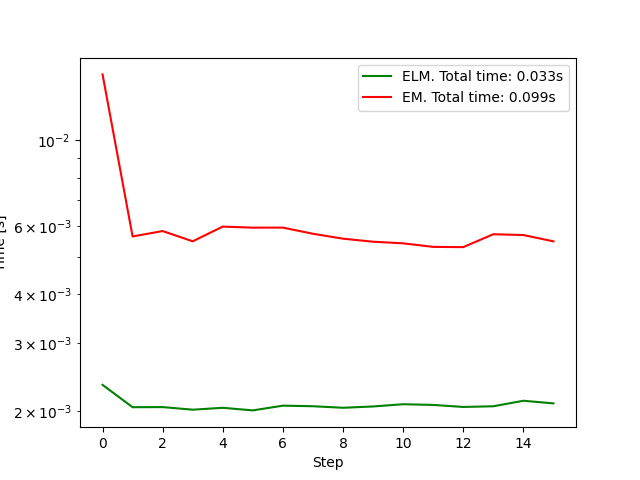 ELM. Total time: 0.033s
EM. Total time: 0.099s
10⁻²
6 × 10⁻³
4 × 10⁻³
3 × 10⁻³
2 × 10⁻³
0 2 4 6 8 10 12 14
Step